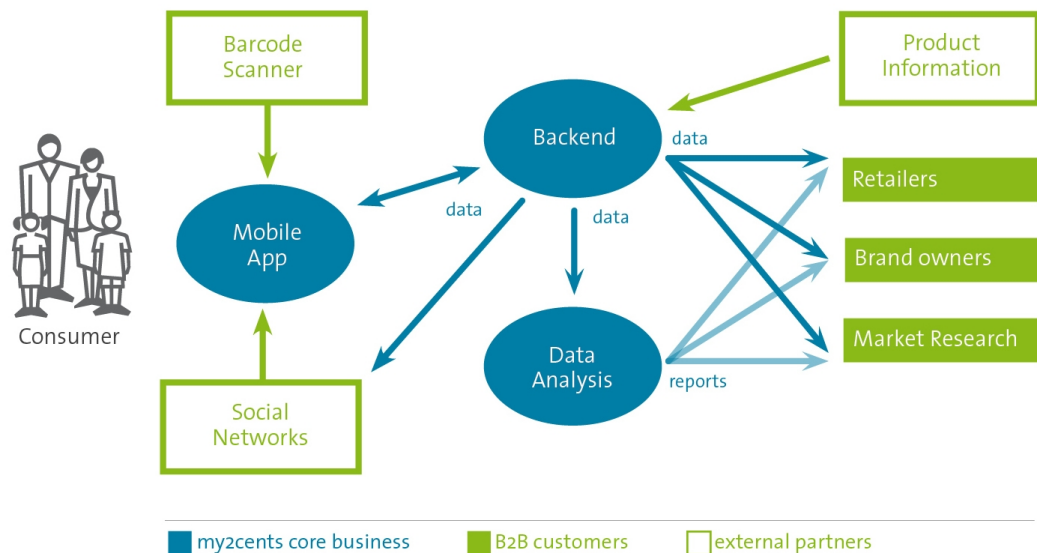 Barcode
Scanner
Product
Information
Backend
data
Retailers
Mobile
App
data
data
Brand owners
Consumer
Market Research
Data
Analysis
reports
Social
Networks
my2cents core business
B2B customers
external partners